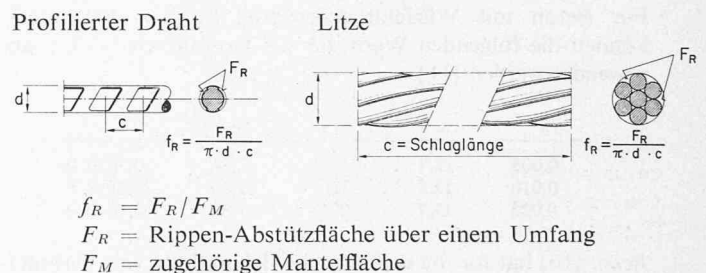 Profilierter Draht
Litze
F_R
d
c
f_R = F_R / π · d · c
F_R
d
c = Schlaglänge
f_R = F_R / π · d · c
f_R = F_R/F_M
F_R = Rippen-Abstützfläche über einem Umfang
F_M = zugehörige Mantelfläche